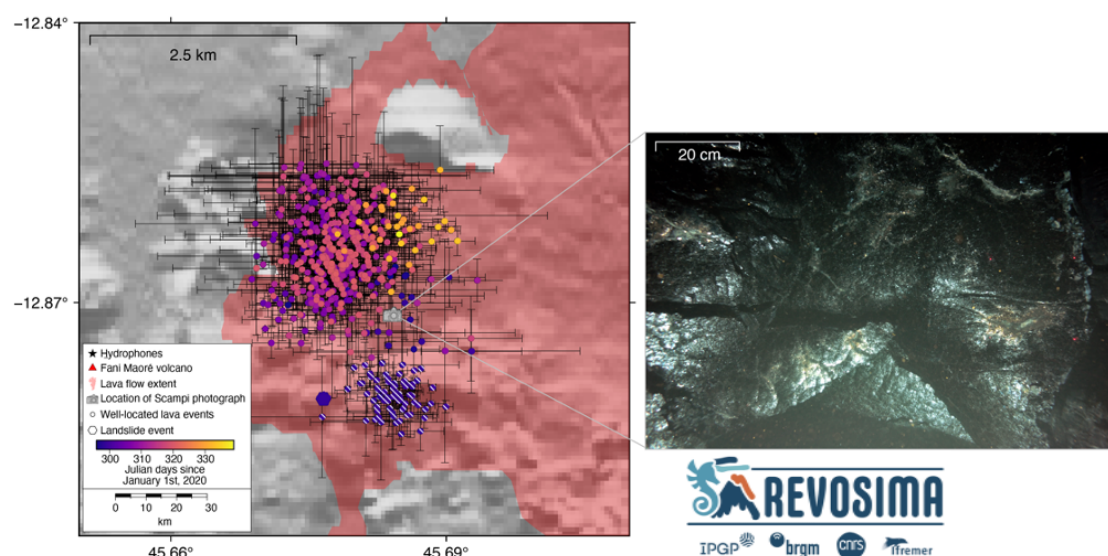 −12.84°
2.5 km
−12.87°
20 cm
Hydrophones
Fani Maoré volcano
Lava flow extent
Location of Scampi photograph
Well-located lava events
Landslide event
300 310 320 330
Julian days since
January 1st, 2020
0 10 20 30
km
45.66° 45.69°
REVOSIMA
IPGP brgm cnrs Ifremer